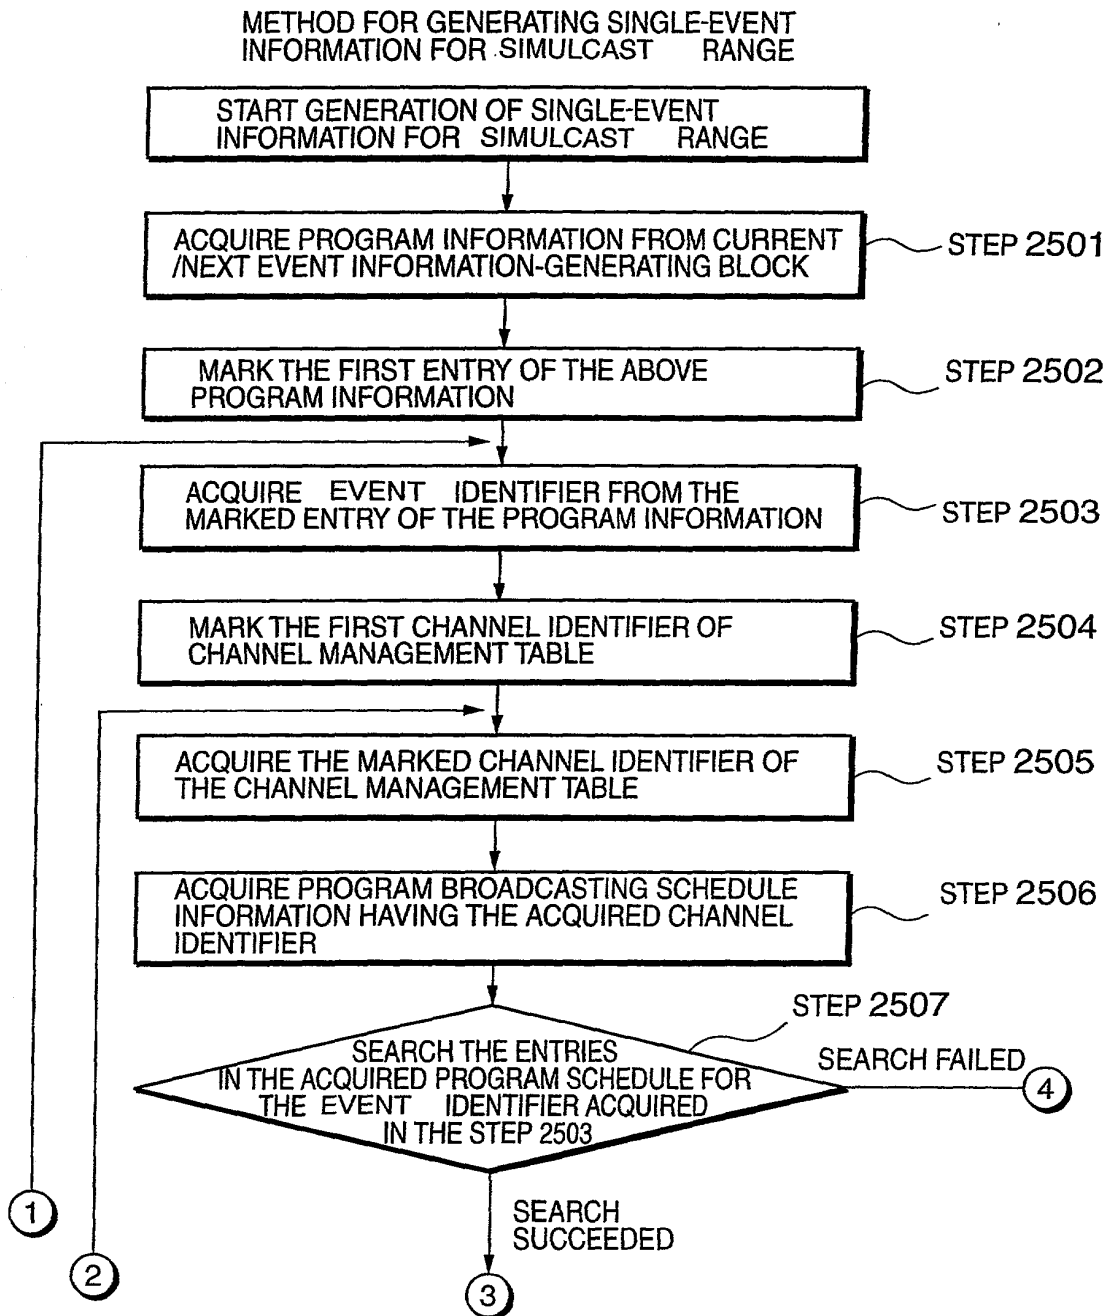 METHOD FOR GENERATING SINGLE-EVENT
INFORMATION FOR SIMULCAST RANGE
START GENERATION OF SINGLE-EVENT
INFORMATION FOR SIMULCAST RANGE
ACQUIRE PROGRAM INFORMATION FROM CURRENT
/NEXT EVENT INFORMATION-GENERATING BLOCK
STEP 2501
MARK THE FIRST ENTRY OF THE ABOVE
PROGRAM INFORMATION
STEP 2502
ACQUIRE EVENT IDENTIFIER FROM THE
MARKED ENTRY OF THE PROGRAM INFORMATION
STEP 2503
MARK THE FIRST CHANNEL IDENTIFIER OF
CHANNEL MANAGEMENT TABLE
STEP 2504
ACQUIRE THE MARKED CHANNEL IDENTIFIER OF
THE CHANNEL MANAGEMENT TABLE
STEP 2505
ACQUIRE PROGRAM BROADCASTING SCHEDULE
INFORMATION HAVING THE ACQUIRED CHANNEL
IDENTIFIER
STEP 2506
STEP 2507
SEARCH THE ENTRIES
IN THE ACQUIRED PROGRAM SCHEDULE FOR
THE EVENT IDENTIFIER ACQUIRED
IN THE STEP 2503
SEARCH FAILED
4
1
SEARCH
SUCCEEDED
2
3